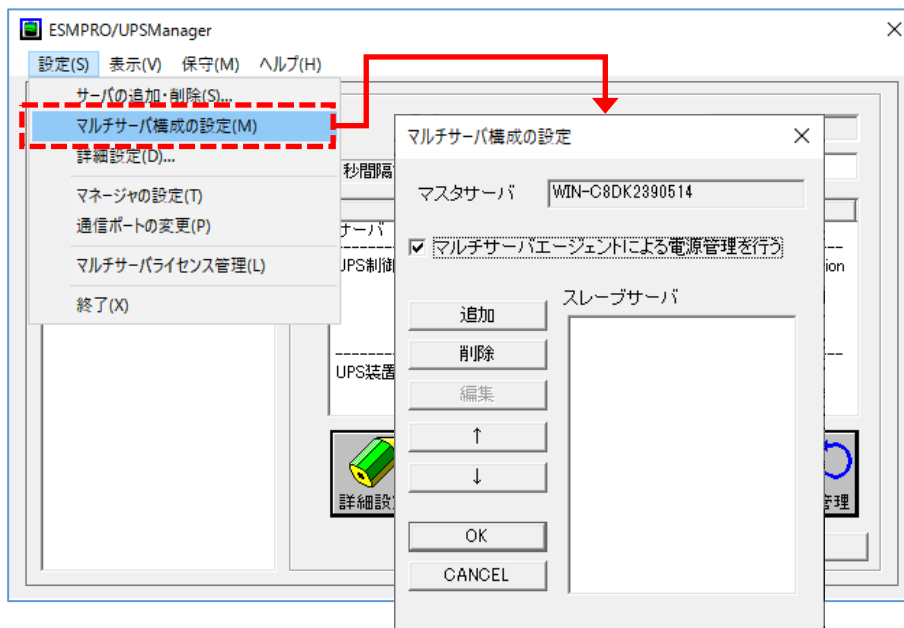 ESMPRO/UPSManager
設定(S) 表示(V) 保守(M) ヘルプ(H)
サーバの追加・削除(S)...
マルチサーバ構成の設定(M)
詳細設定(D)...
マネージャの設定(T)
通信ポートの変更(P)
マルチサーバライセンス管理(L)
終了(X)
秒間隔
サーバ
UPS制御
ion
UPS装置
詳細設
管理
マルチサーバ構成の設定
マスタサーバ WIN-C8DK2390514
マルチサーバエージェントによる電源管理を行う
スレーブサーバ
追加
削除
編集
↑
↓
OK
CANCEL